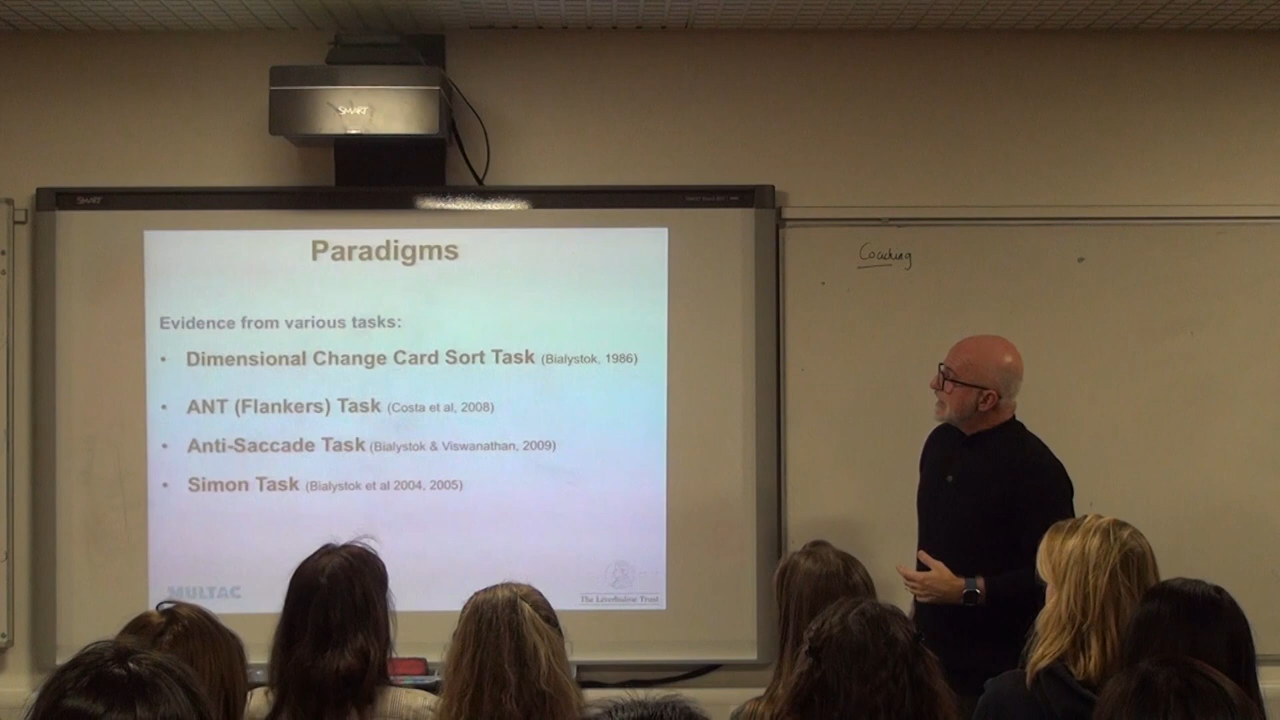 SMART
SMART
Paradigms
Evidence from various tasks:
• Dimensional Change Card Sort Task (Bialystok, 1986)
• ANT (Flankers) Task (Costa et al, 2008)
• Anti-Saccade Task (Bialystok & Viswanathan, 2009)
• Simon Task (Bialystok et al 2004, 2005)
MULTAC
The Leverhulme Trust
Coaching